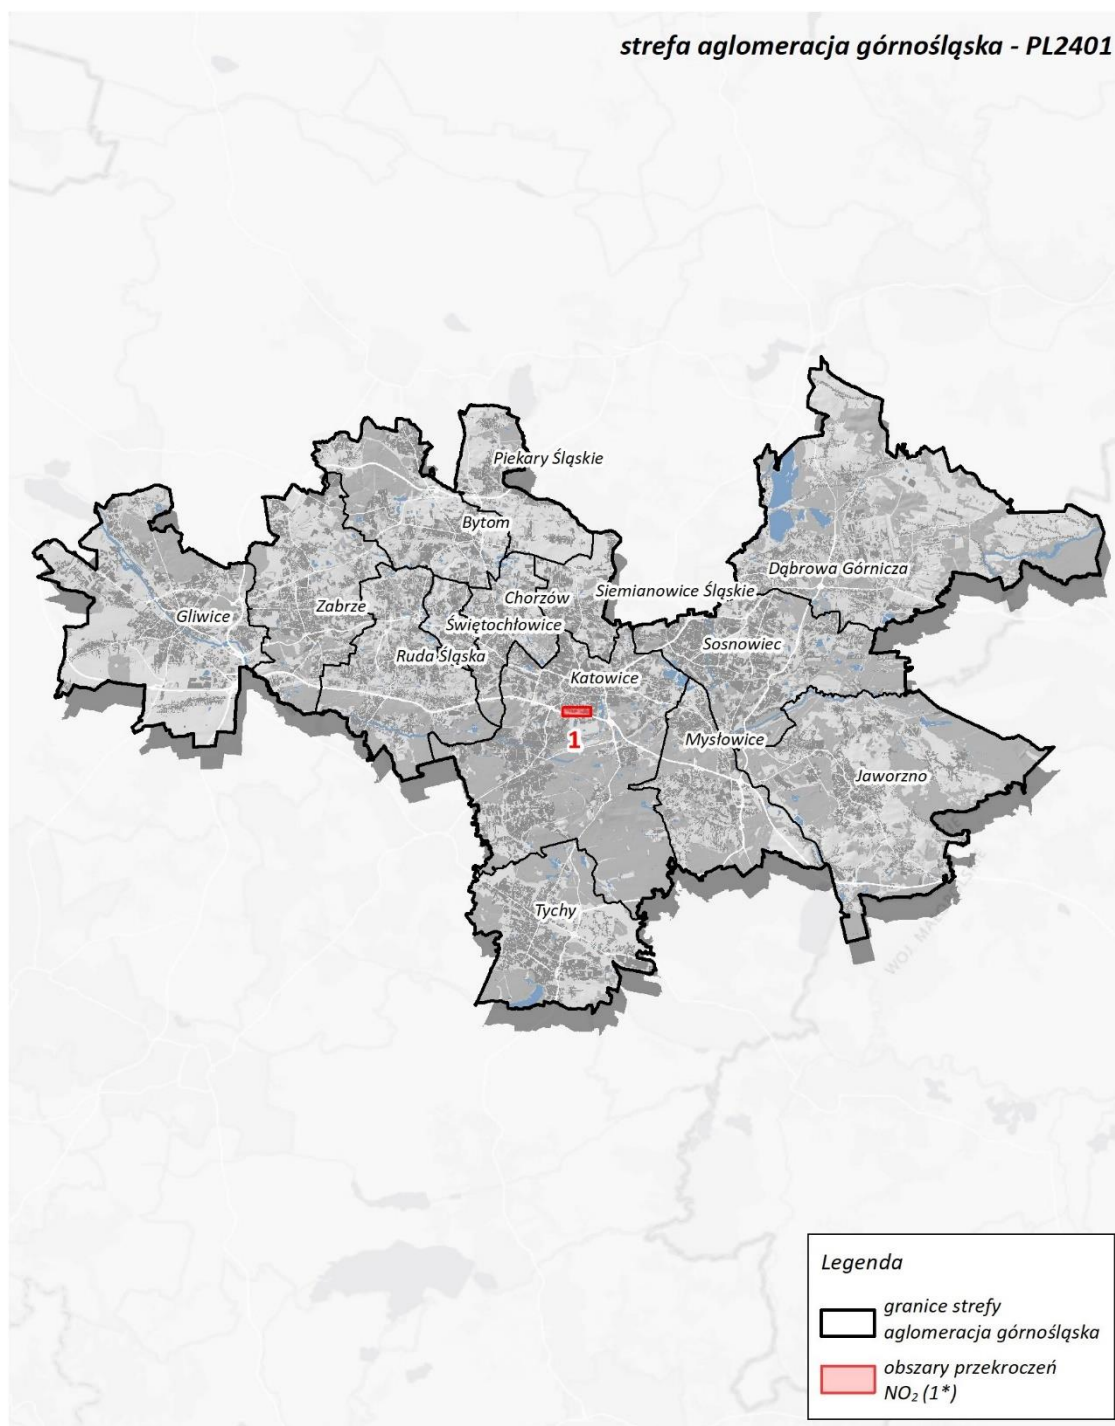 strefa aglomeracja górnośląska - PL2401
Piekary Śląskie
Bytom
Dąbrowa Górnicza
Siemianowice Śląskie
Chorzów
Zabrze
Gliwice
Świętochłowice
Sosnowiec
Ruda Śląska
Katowice
1
Mysłowice
Jaworzno
Tychy
Legenda
granice strefy
aglomeracja górnośląska
obszary przekroczeń
NO₂ (1*)